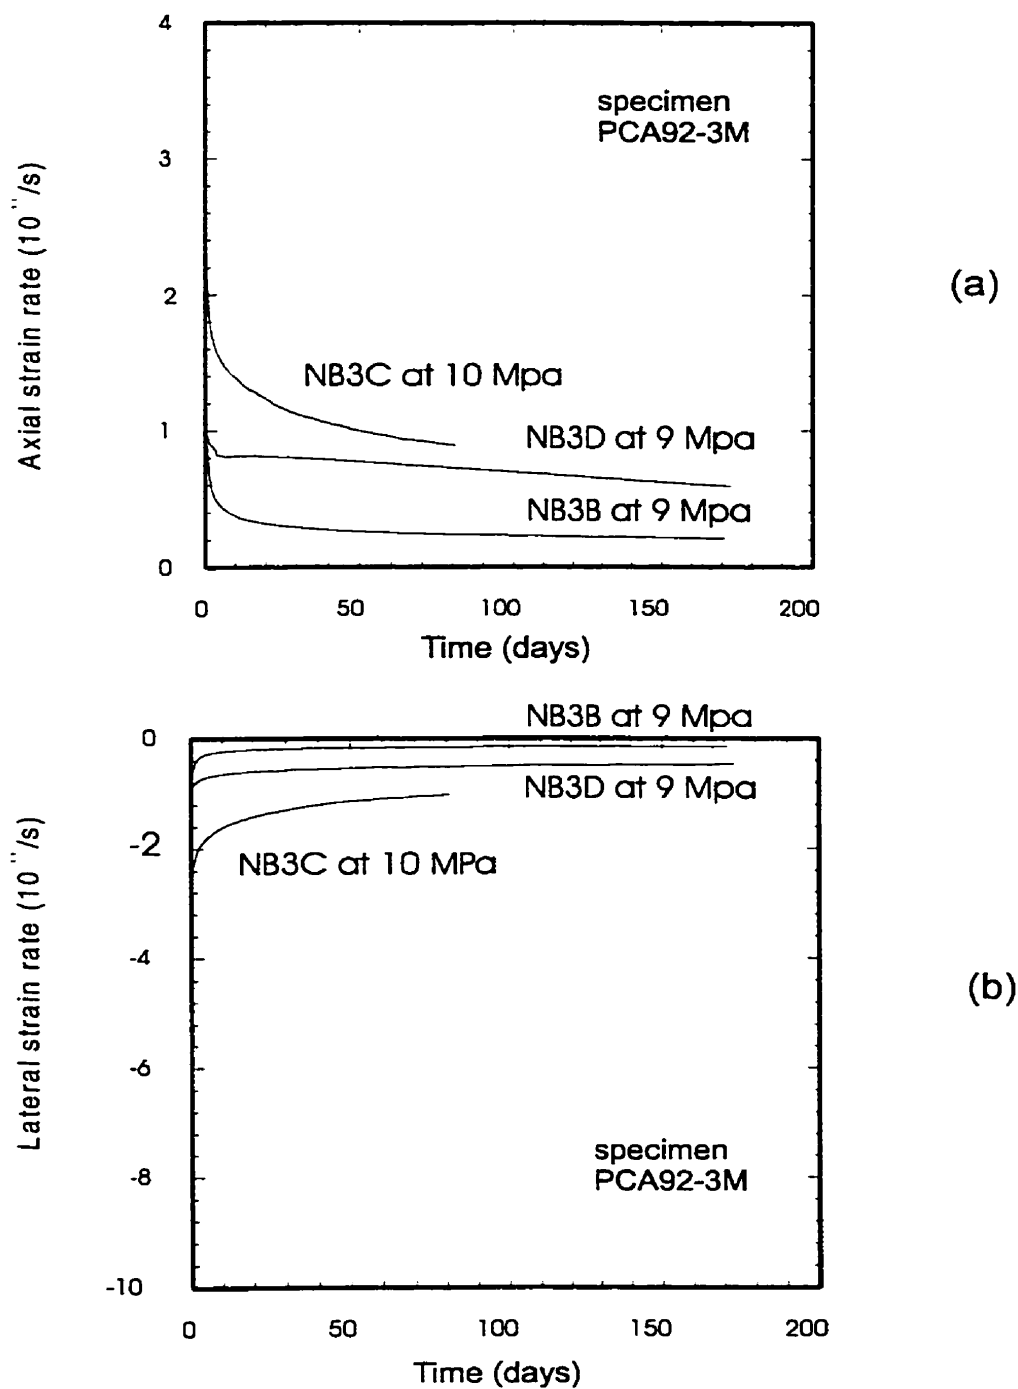 4
specimen
PCA92-3M
3
Axial strain rate (10 /s)
(a)
2
NB3C at 10 Mpa
NB3D at 9 Mpa
1
NB3B at 9 Mpa
0
0 50 100 150 200
Time (days)
NB3B at 9 Mpa
0
NB3D at 9 Mpa
-2
NB3C at 10 MPa
Lateral strain rate (10 /s)
-4
(b)
-6
specimen
PCA92-3M
-8
-10
0 50 100 150 200
Time (days)